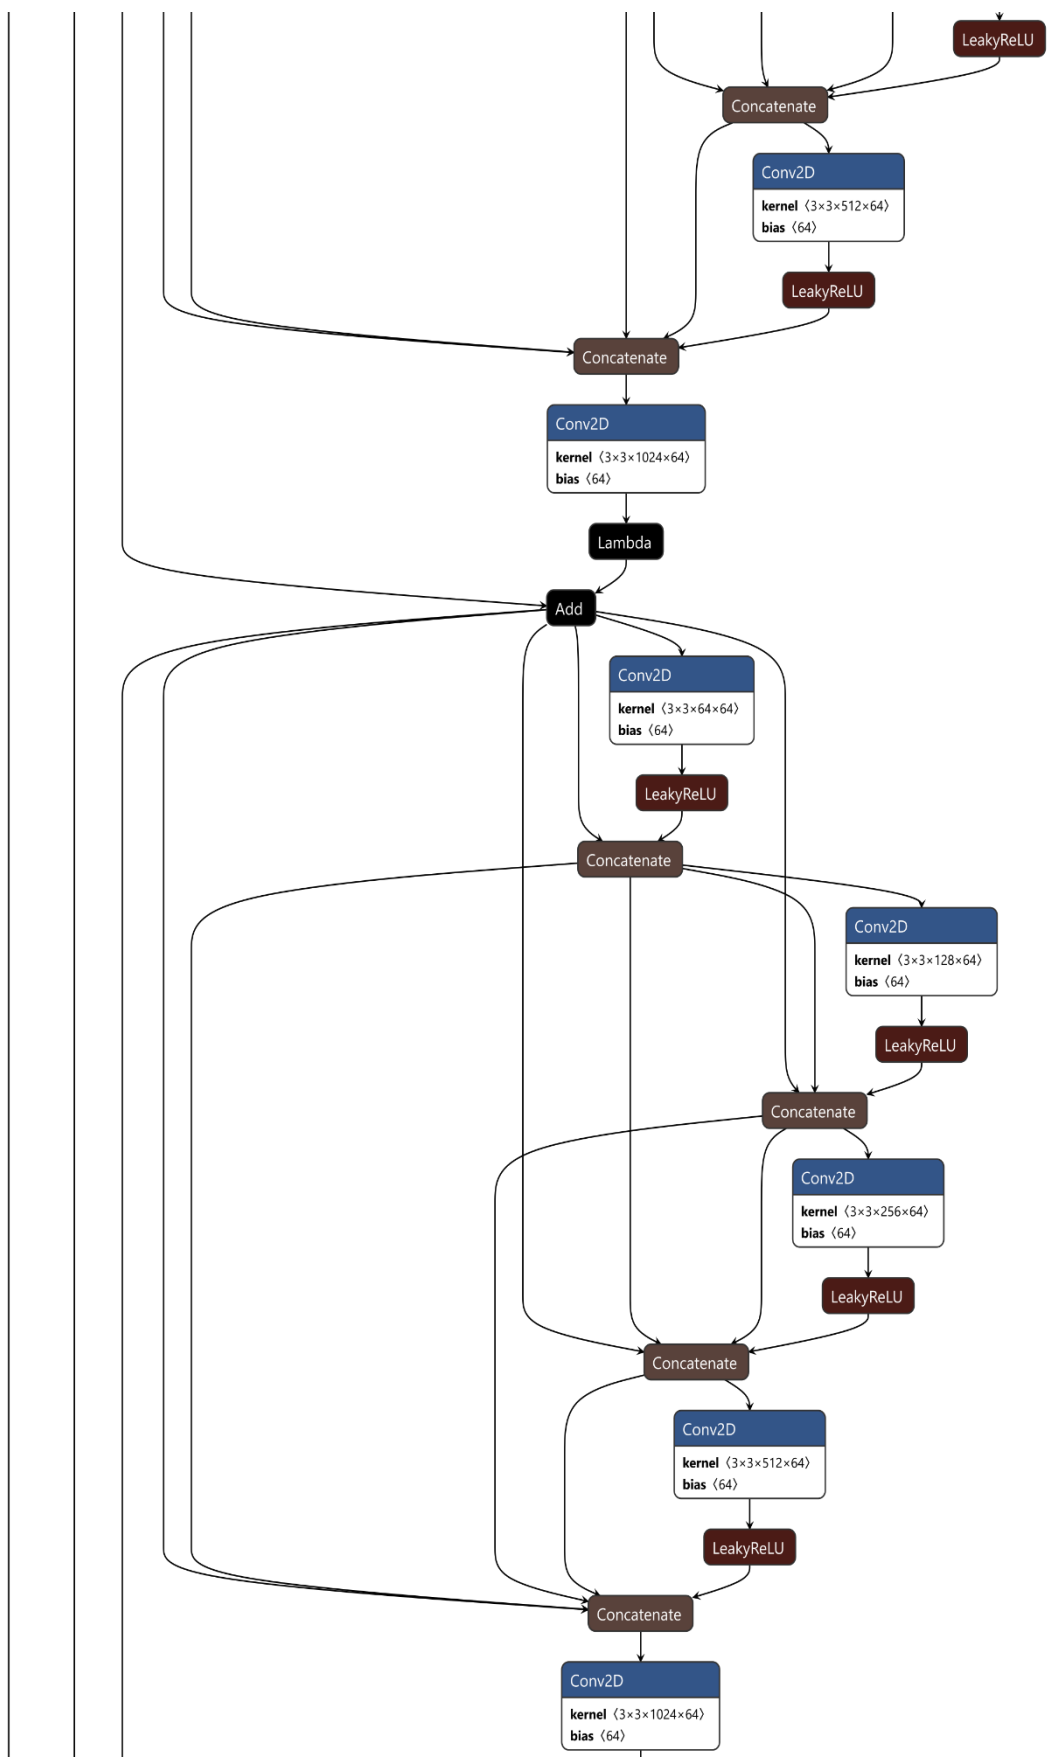 LeakyReLU
Concatenate
Conv2D
kernel 〈3×3×512×64〉
bias 〈64〉
LeakyReLU
Concatenate
Conv2D
kernel 〈3×3×1024×64〉
bias 〈64〉
Lambda
Add
Conv2D
kernel 〈3×3×64×64〉
bias 〈64〉
LeakyReLU
Concatenate
Conv2D
kernel 〈3×3×128×64〉
bias 〈64〉
LeakyReLU
Concatenate
Conv2D
kernel 〈3×3×256×64〉
bias 〈64〉
LeakyReLU
Concatenate
Conv2D
kernel 〈3×3×512×64〉
bias 〈64〉
LeakyReLU
Concatenate
Conv2D
kernel 〈3×3×1024×64〉
bias 〈64〉